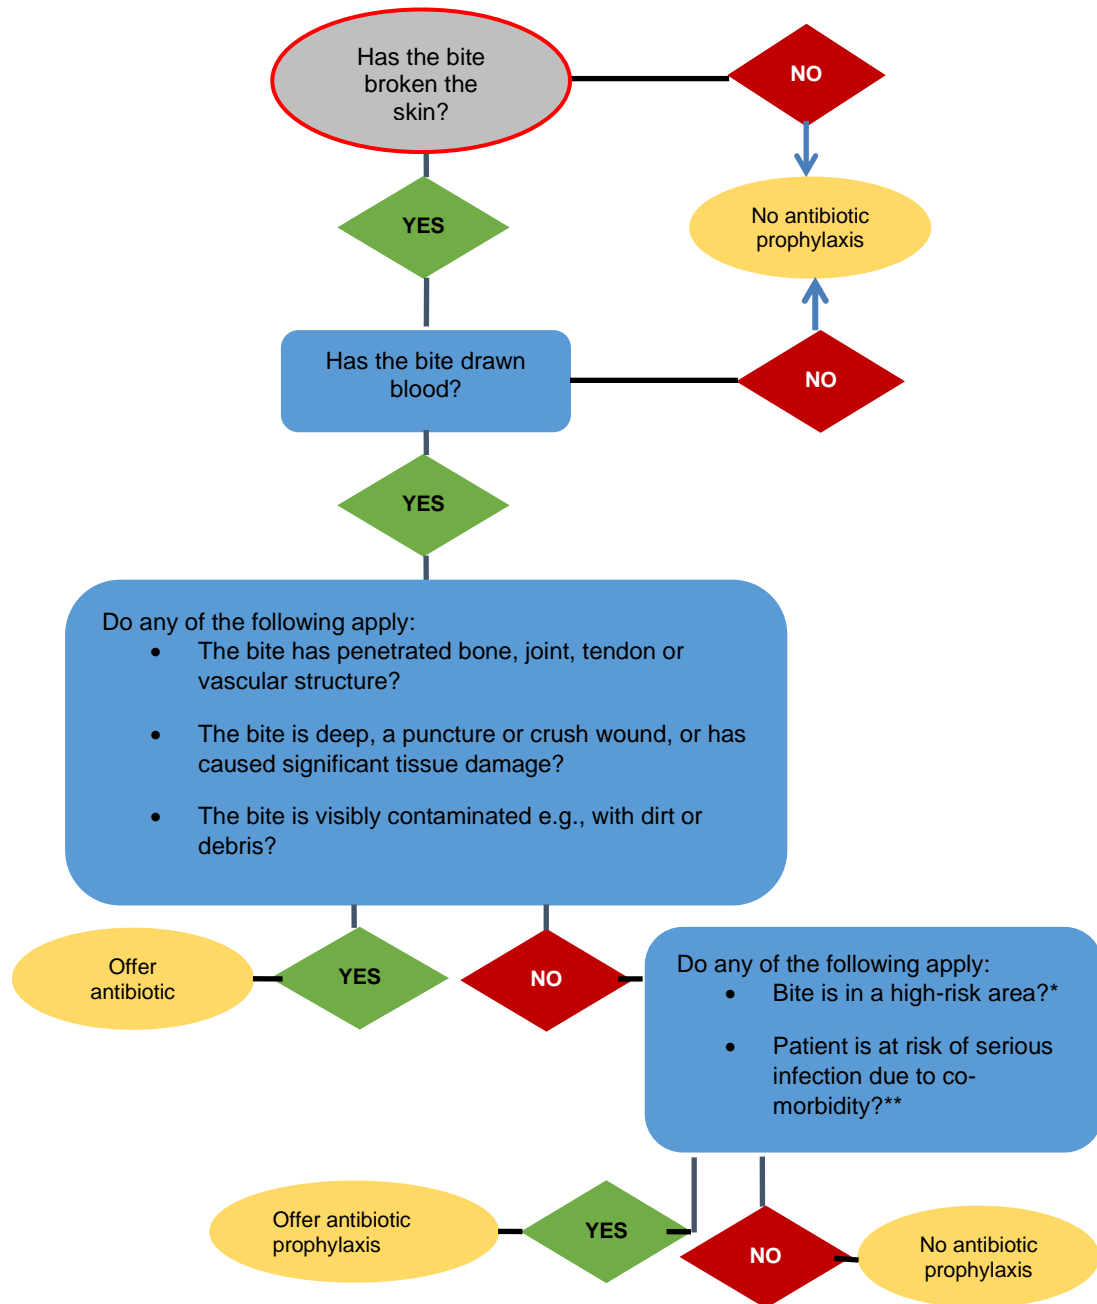 Has the bite
broken the
skin?
NO
YES
No antibiotic
prophylaxis
Has the bite drawn
blood?
NO
YES
Do any of the following apply:
• The bite has penetrated bone, joint, tendon or
vascular structure?
• The bite is deep, a puncture or crush wound, or has
caused significant tissue damage?
• The bite is visibly contaminated e.g., with dirt or
debris?
Offer
antibiotic
YES
NO
Do any of the following apply:
• Bite is in a high-risk area?*
• Patient is at risk of serious
infection due to co-
morbidity?**
Offer antibiotic
prophylaxis
YES
NO
No antibiotic
prophylaxis